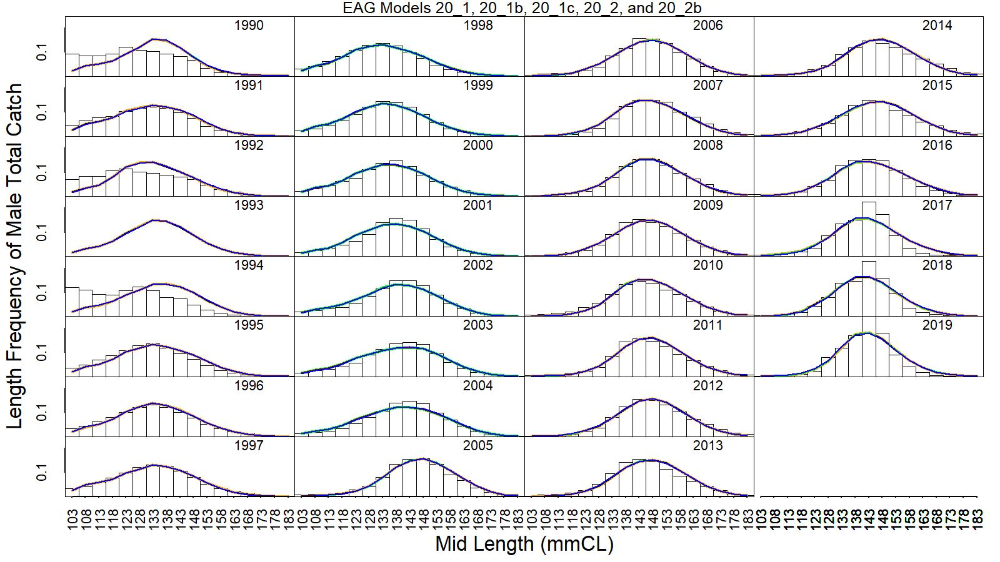 EAG Models 20_1, 20_1b, 20_1c, 20_2, and 20_2b
Length Frequency of Male Total Catch
1990 1998 2006 2014
0.1
1991 1999 2007 2015
0.1
1992 2000 2008 2016
0.1
1993 2001 2009 2017
0.1
1994 2002 2010 2018
0.1
1995 2003 2011 2019
0.1
1996 2004 2012
0.1
1997 2005 2013
0.1
103 108 113 118 123 128 133 138 143 148 153 158 163 168 173 178 183 103 108 113 118 123 128 133 138 143 148 153 158 163 168 173 178 183 103 108 113 118 123 128 133 138 143 148 153 158 163 168 173 178 183 103 108 113 118 123 128 133 138 143 148 153 158 163 168 173 178 183
Mid Length (mmCL)